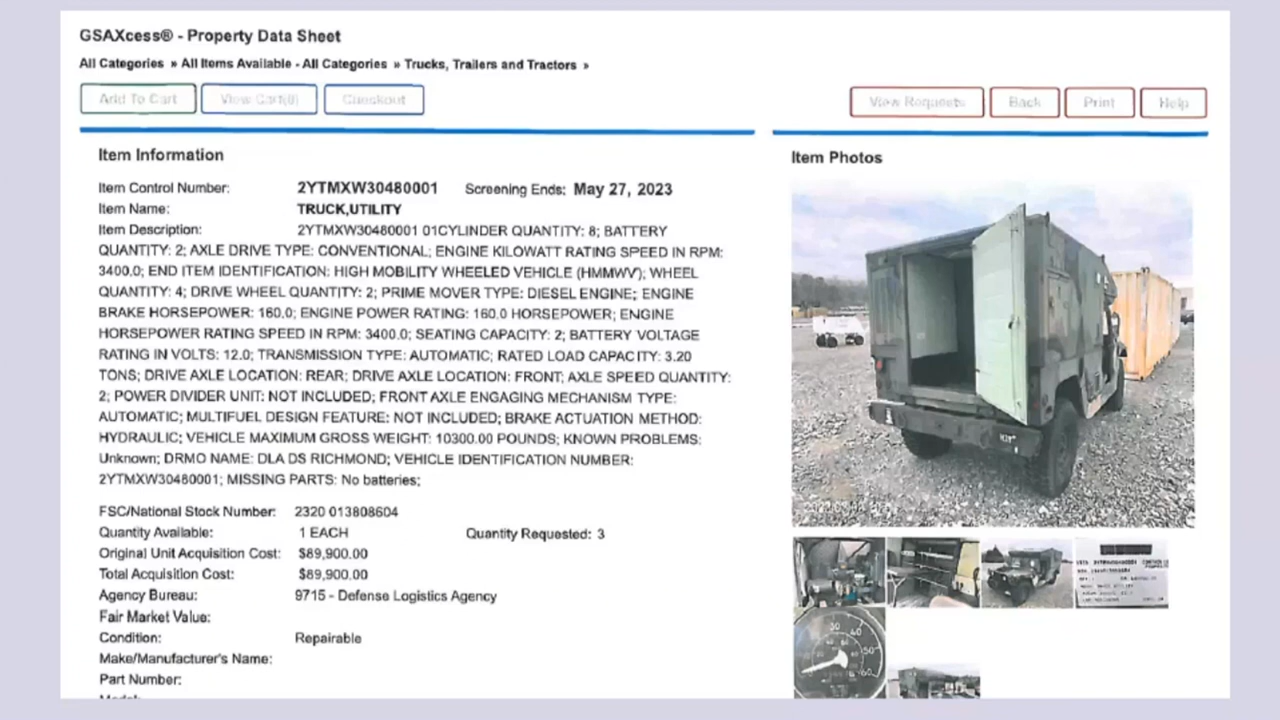 GSAXcess® - Property Data Sheet
All Categories » All Items Available - All Categories » Trucks, Trailers and Tractors »
Add To Cart View Cart(0) Checkout View Requests Back Print Help
Item Information
Item Photos
Item Control Number: 2YTMXW30480001 Screening Ends: May 27, 2023
Item Name: TRUCK,UTILITY
Item Description: 2YTMXW30480001 01CYLINDER QUANTITY: 8; BATTERY
QUANTITY: 2; AXLE DRIVE TYPE: CONVENTIONAL; ENGINE KILOWATT RATING SPEED IN RPM:
3400.0; END ITEM IDENTIFICATION: HIGH MOBILITY WHEELED VEHICLE (HMMWV); WHEEL
QUANTITY: 4; DRIVE WHEEL QUANTITY: 2; PRIME MOVER TYPE: DIESEL ENGINE; ENGINE
BRAKE HORSEPOWER: 160.0; ENGINE POWER RATING: 160.0 HORSEPOWER; ENGINE
HORSEPOWER RATING SPEED IN RPM: 3400.0; SEATING CAPACITY: 2; BATTERY VOLTAGE
RATING IN VOLTS: 12.0; TRANSMISSION TYPE: AUTOMATIC; RATED LOAD CAPACITY: 3.20
TONS; DRIVE AXLE LOCATION: REAR; DRIVE AXLE LOCATION: FRONT; AXLE SPEED QUANTITY:
2; POWER DIVIDER UNIT: NOT INCLUDED; FRONT AXLE ENGAGING MECHANISM TYPE:
AUTOMATIC; MULTIFUEL DESIGN FEATURE: NOT INCLUDED; BRAKE ACTUATION METHOD:
HYDRAULIC; VEHICLE MAXIMUM GROSS WEIGHT: 10300.00 POUNDS; KNOWN PROBLEMS:
Unknown; DRMO NAME: DLA DS RICHMOND; VEHICLE IDENTIFICATION NUMBER:
2YTMXW30480001; MISSING PARTS: No batteries;
FSC/National Stock Number: 2320 013808604
Quantity Available: 1 EACH Quantity Requested: 3
Original Unit Acquisition Cost: $89,900.00
Total Acquisition Cost: $89,900.00
Agency Bureau: 9715 - Defense Logistics Agency
Fair Market Value:
Condition: Repairable
Make/Manufacturer's Name:
Part Number:
30
40
50
60